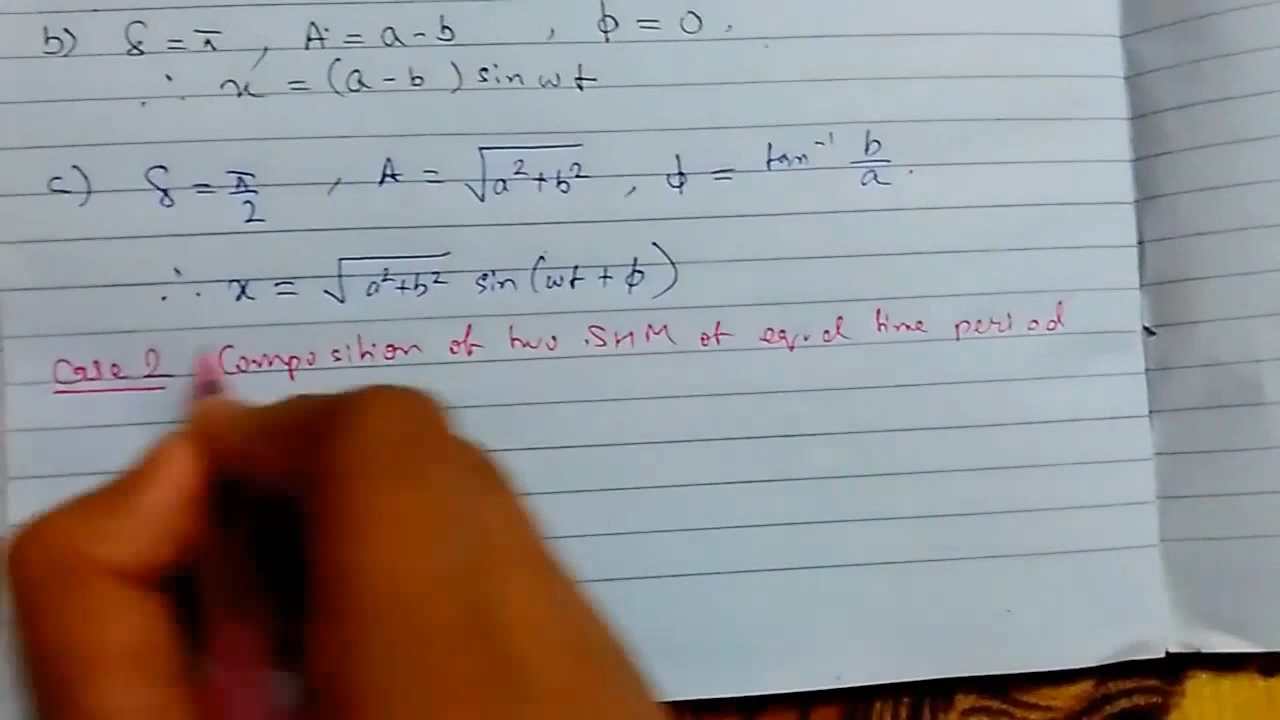 b) δ = π , A = a - b , ϕ = 0 .
∴ x = (a - b) sin ωt
c) δ = π/2 , A = √(a²+b²) , ϕ = tan⁻¹ b/a .
∴ x = √(a²+b²) sin (ωt + ϕ)
Case 2 Composition of two SHM of equal time period